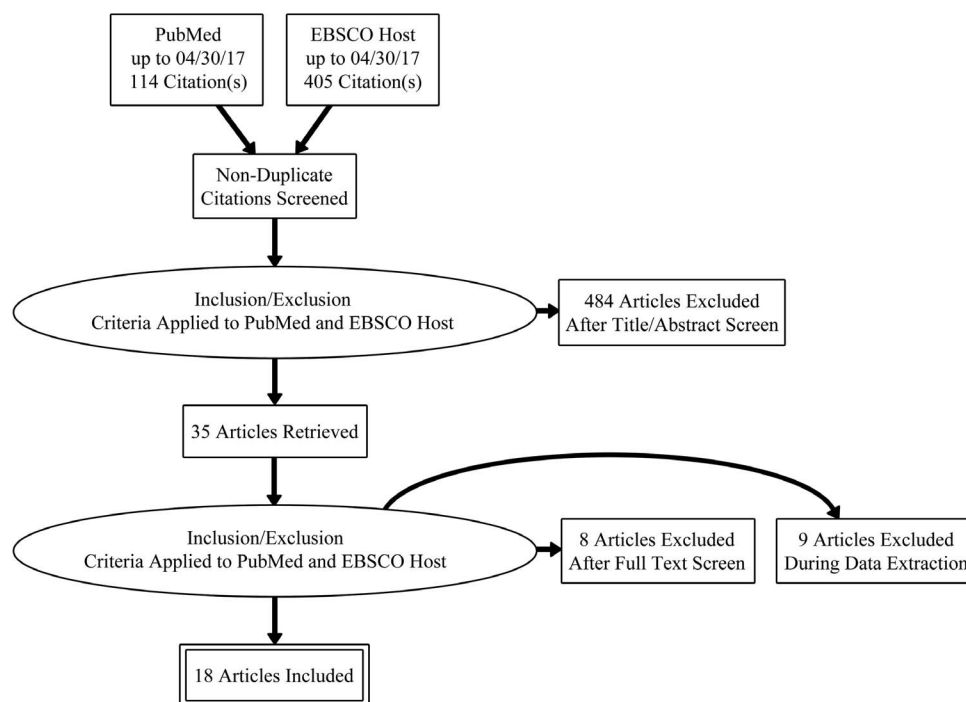 PubMed
up to 04/30/17
114 Citation(s)
EBSCO Host
up to 04/30/17
405 Citation(s)
Non-Duplicate
Citations Screened
Inclusion/Exclusion
Criteria Applied to PubMed and EBSCO Host
484 Articles Excluded
After Title/Abstract Screen
35 Articles Retrieved
Inclusion/Exclusion
Criteria Applied to PubMed and EBSCO Host
8 Articles Excluded
After Full Text Screen
9 Articles Excluded
During Data Extraction
18 Articles Included